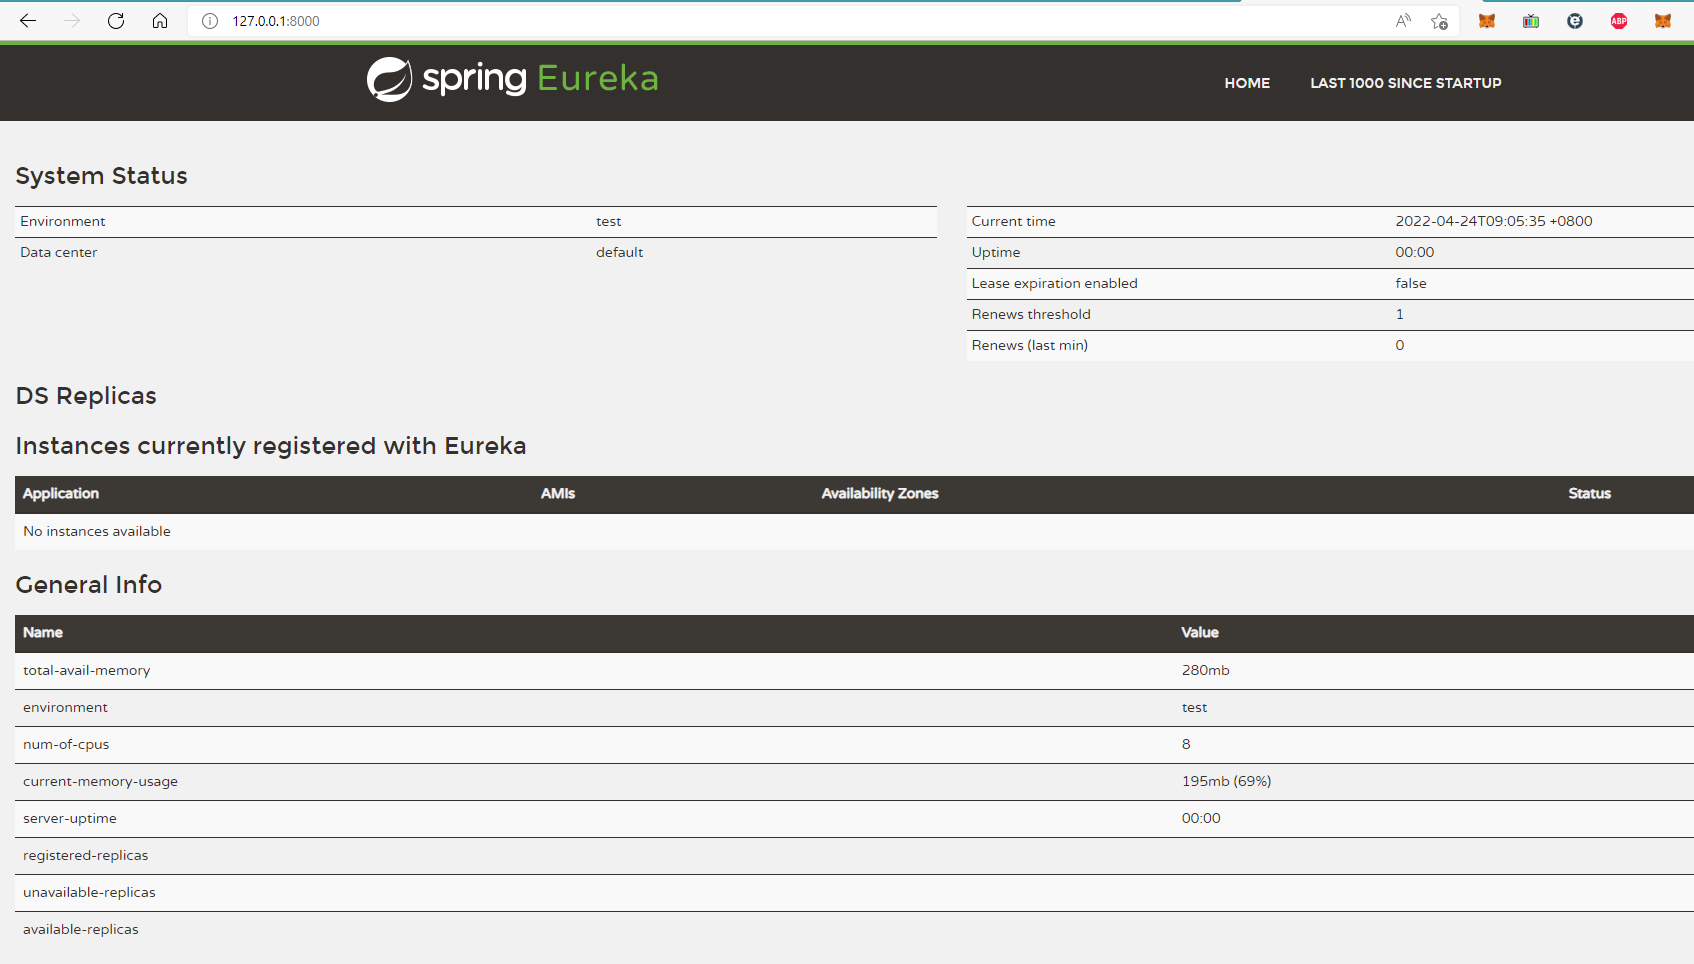 127.0.0.1:8000
spring Eureka
HOME LAST 1000 SINCE STARTUP
System Status
Environment test
Data center default
Current time 2022-04-24T09:05:35 +0800
Uptime 00:00
Lease expiration enabled false
Renews threshold 1
Renews (last min) 0
DS Replicas
Instances currently registered with Eureka
Application AMIs Availability Zones Status
No instances available
General Info
Name Value
total-avail-memory 280mb
environment test
num-of-cpus 8
current-memory-usage 195mb (69%)
server-uptime 00:00
registered-replicas
unavailable-replicas
available-replicas